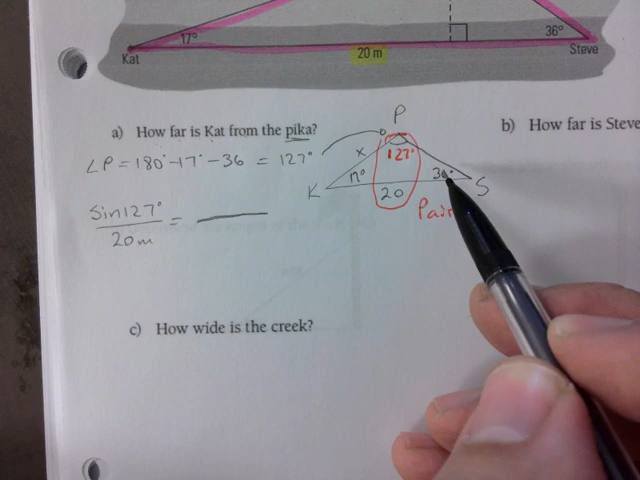 17°
36°
Kat
20 m
Steve
a) How far is Kat from the pika?
b) How far is Steve
∠P = 180° - 17° - 36 = 127°
P
x
127°
K
17°
36°
S
20
Pair
Sin127° =
20m
c) How wide is the creek?